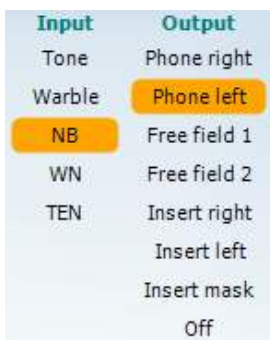 Input Output
Tone Phone right
Warble Phone left
NB Free field 1
WN Free field 2
TEN Insert right
Insert left
Insert mask
Off